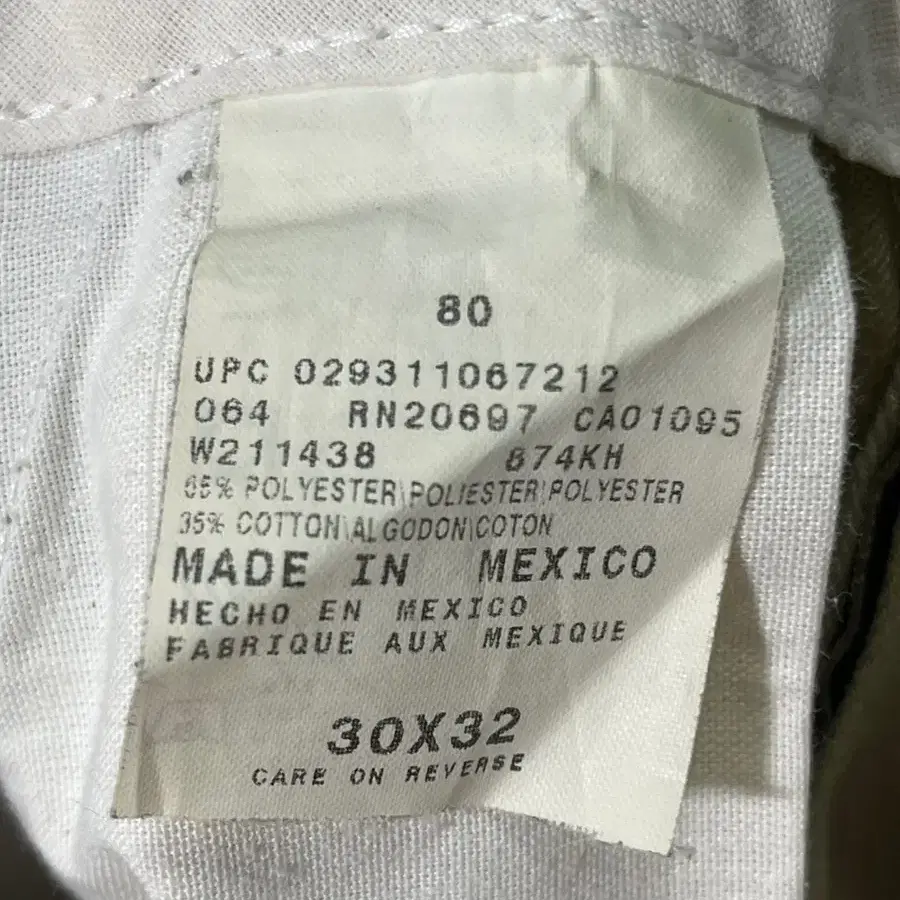 80
UPC 029311067212
064 RN20697 CA01095
W211438 874KH
65% POLYESTER\POLIESTER\POLYESTER
35% COTTON\ALGODON\COTON
MADE IN MEXICO
HECHO EN MEXICO
FABRIQUE AUX MEXIQUE
30X32
CARE ON REVERSE